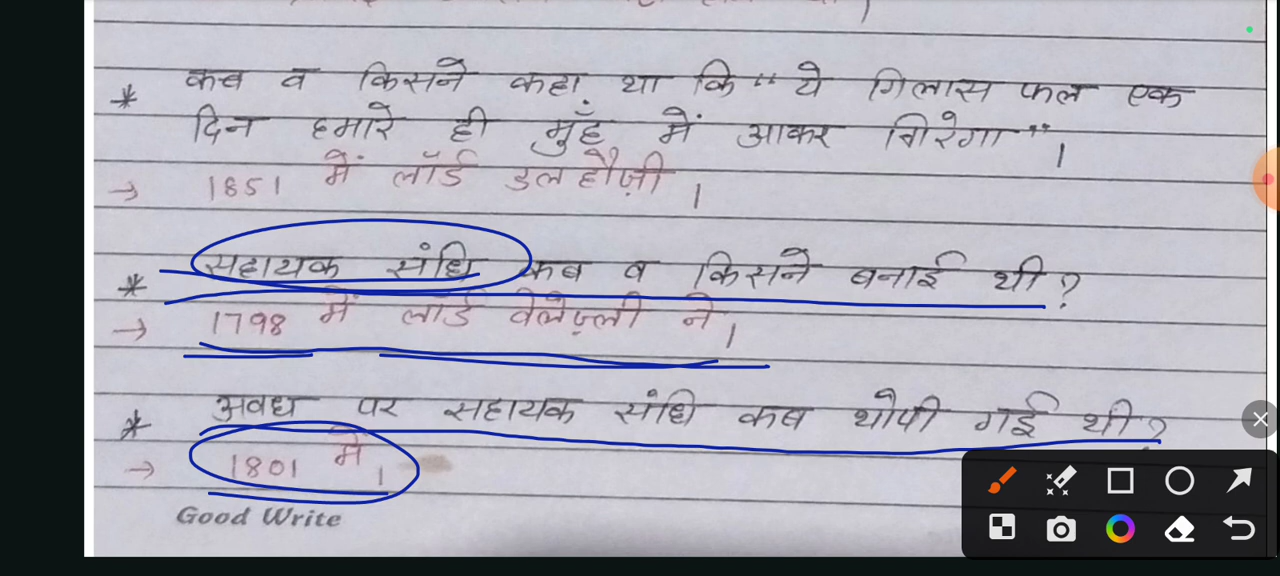 * कब व किसने कहा था कि "ये गिलास फल एक
दिन हमारे ही मुँह में आकर गिरेगा"।
→ 1851 में लॉर्ड डलहौज़ी।
* सहायक संधि कब व किसने बनाई थी?
→ 1798 में लॉर्ड वेलेज़्ली ने।
* अवध पर सहायक संधि कब थोपी गई थी?
→ 1801 में।
Good Write